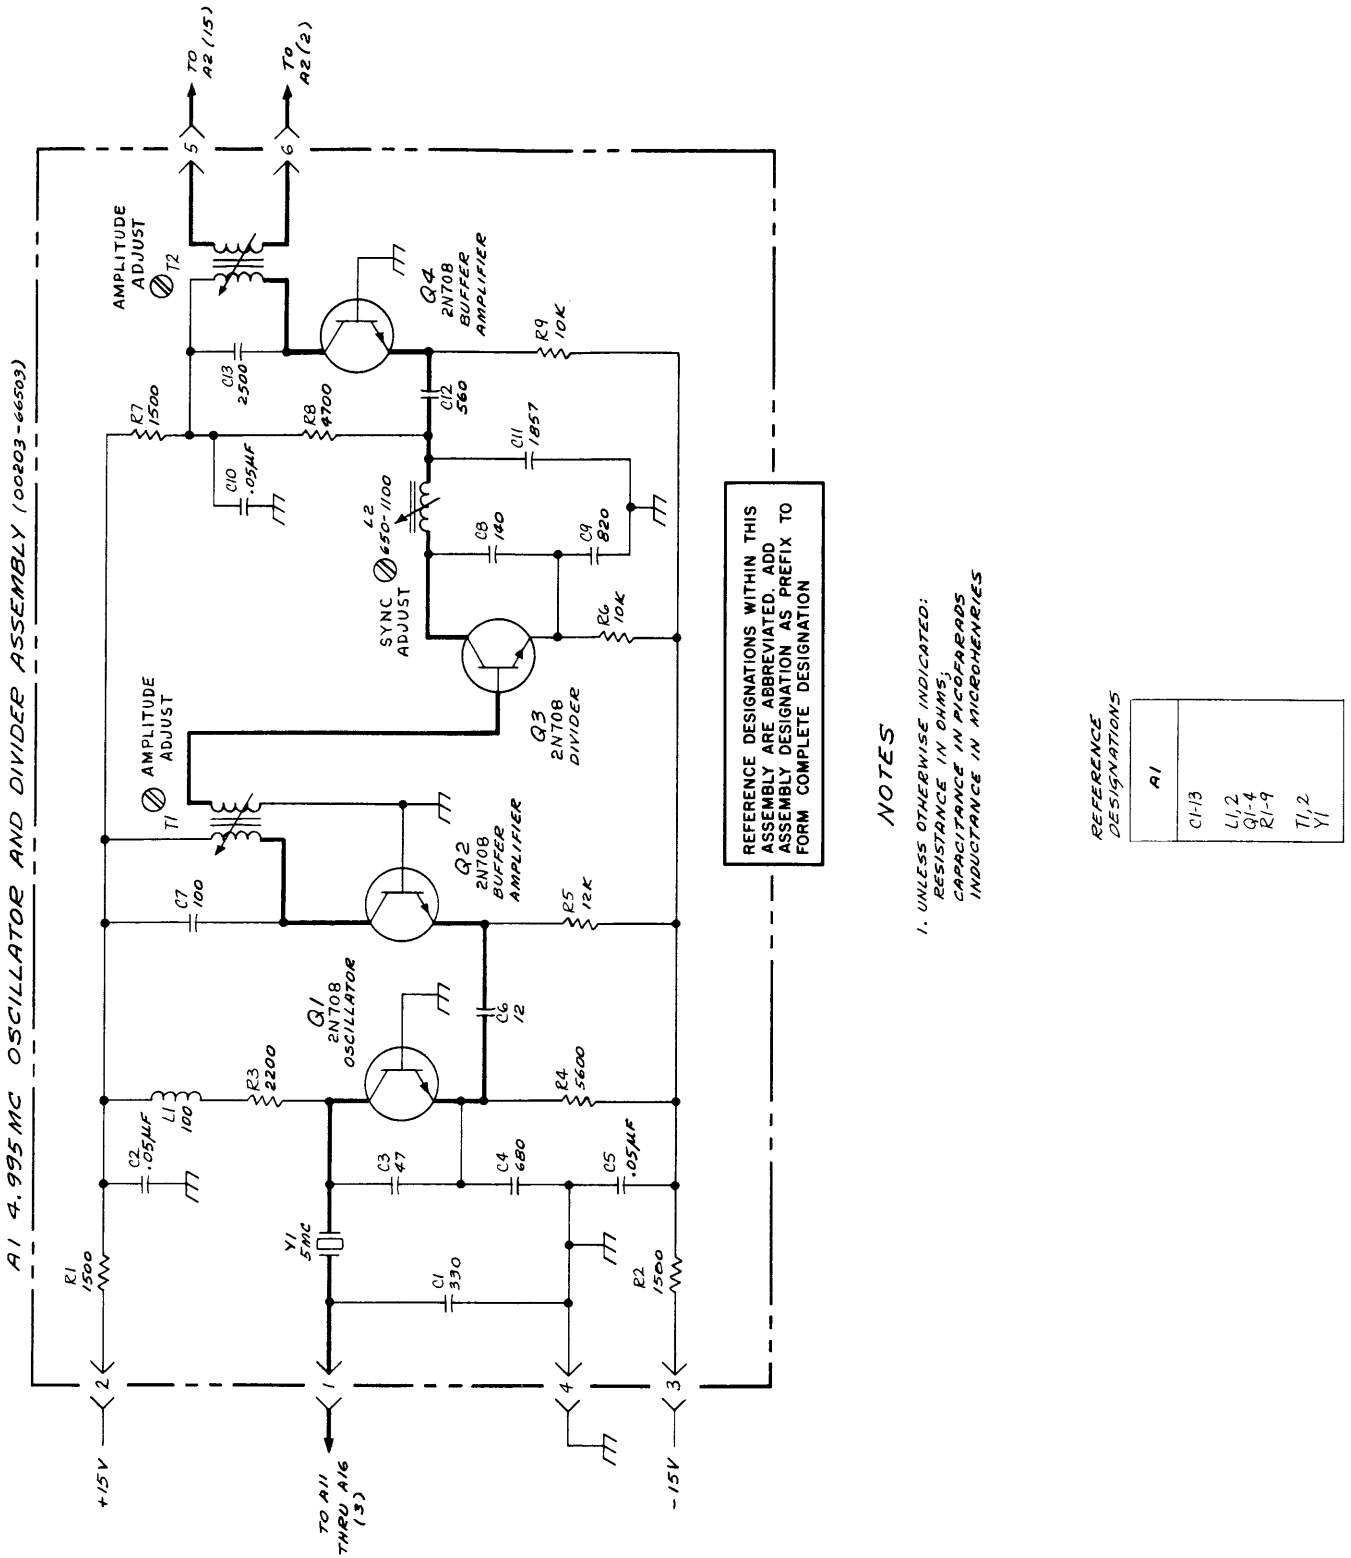 A1 4.995 MC OSCILLATOR AND DIVIDER ASSEMBLY (00203-66503)
+15V
2
R1
1500
C2
.05µF
L1
100
R3
2200
Q1
2N708
OSCILLATOR
TO A11
THRU A16
(3)
1
Y1
5MC
C1
330
C3
47
C4
680
C5
.05µF
4
-15V
3
R2
1500
R4
5600
C6
12
C7
100
T1
AMPLITUDE
ADJUST
Q2
2N708
BUFFER
AMPLIFIER
R5
12K
Q3
2N708
DIVIDER
R6
10K
SYNC
ADJUST
L2
650-1100
C8
140
C9
820
C10
.05µF
R7
1500
R8
4700
C11
1857
C12
560
C13
2500
AMPLITUDE
ADJUST
T2
Q4
2N708
BUFFER
AMPLIFIER
R9
10K
5
TO
A2(15)
6
TO
A2(2)
REFERENCE DESIGNATIONS WITHIN THIS
ASSEMBLY ARE ABBREVIATED. ADD
ASSEMBLY DESIGNATION AS PREFIX TO
FORM COMPLETE DESIGNATION
NOTES
1. UNLESS OTHERWISE INDICATED:
RESISTANCE IN OHMS;
CAPACITANCE IN PICOFARADS
INDUCTANCE IN MICROHENRIES
REFERENCE
DESIGNATIONS
A1
C1-13
L1,2
Q1-4
R1-9
T1,2
Y1